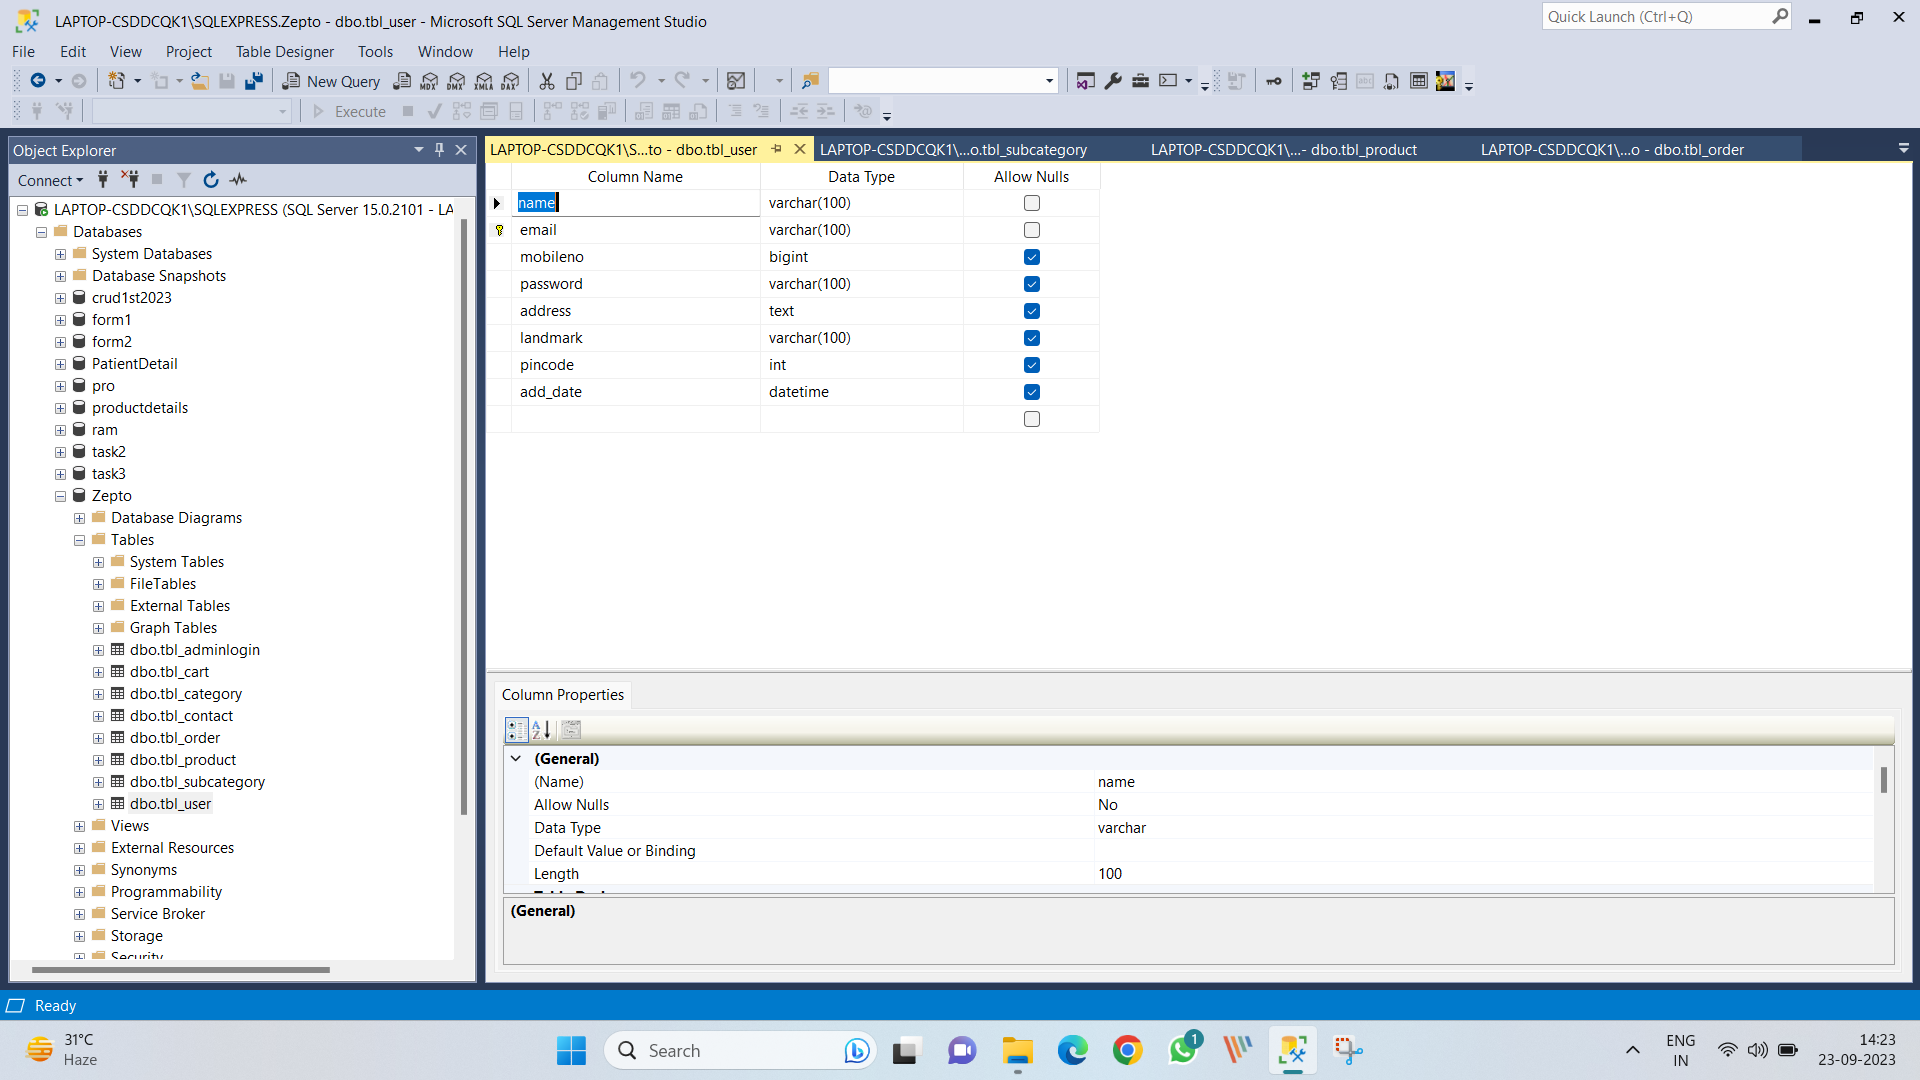 LAPTOP-CSDDCQK1\SQLEXPRESS.Zepto - dbo.tbl_user - Microsoft SQL Server Management Studio
Quick Launch (Ctrl+Q)
File Edit View Project Table Designer Tools Window Help
New Query MDX DMX XMLA DAX
Execute
Object Explorer
Connect
LAPTOP-CSDDCQK1\SQLEXPRESS (SQL Server 15.0.2101 - LA
Databases
System Databases
Database Snapshots
crud1st2023
form1
form2
PatientDetail
pro
productdetails
ram
task2
task3
Zepto
Database Diagrams
Tables
System Tables
FileTables
External Tables
Graph Tables
dbo.tbl_adminlogin
dbo.tbl_cart
dbo.tbl_category
dbo.tbl_contact
dbo.tbl_order
dbo.tbl_product
dbo.tbl_subcategory
dbo.tbl_user
Views
External Resources
Synonyms
Programmability
Service Broker
Storage
Security
LAPTOP-CSDDCQK1\S...to - dbo.tbl_user LAPTOP-CSDDCQK1\...o.tbl_subcategory LAPTOP-CSDDCQK1\...- dbo.tbl_product LAPTOP-CSDDCQK1\...o - dbo.tbl_order
Column Name Data Type Allow Nulls
name varchar(100)
email varchar(100)
mobileno bigint
password varchar(100)
address text
landmark varchar(100)
pincode int
add_date datetime
Column Properties
(General)
(Name) name
Allow Nulls No
Data Type varchar
Default Value or Binding
Length 100
(General)
Ready
31°C
Haze
Search
1
ENG
IN
14:23
23-09-2023